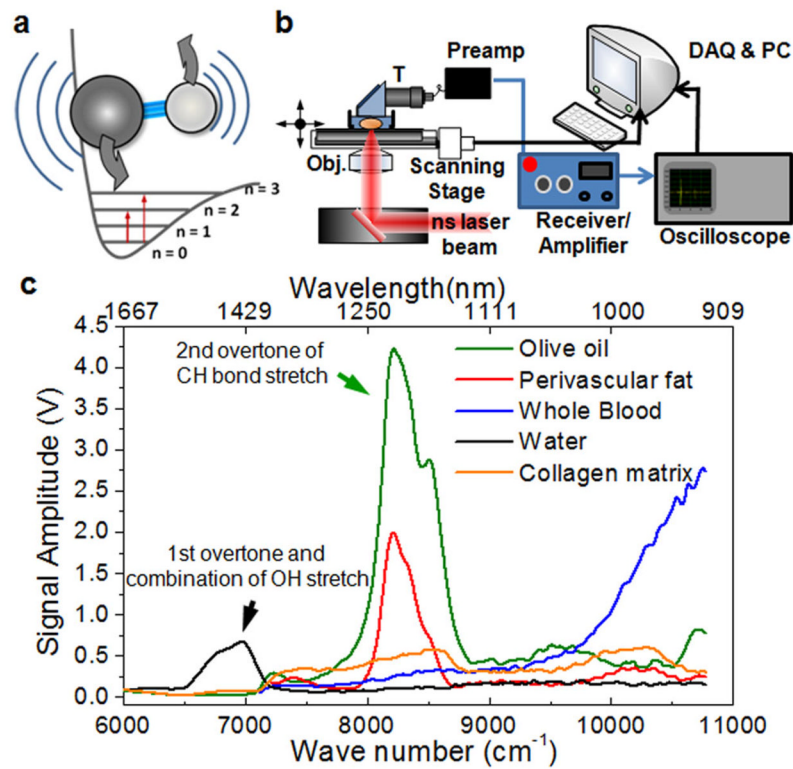 a
n = 3
n = 2
n = 1
n = 0
b
Preamp
DAQ & PC
T
Obj.
Scanning
Stage
ns laser
beam
Receiver/
Amplifier
Oscilloscope
c
Wavelength(nm)
1667 1429 1250 1111 1000 909
4.5
4.0
3.5
3.0
2.5
2.0
1.5
1.0
0.5
0.0
Signal Amplitude (V)
2nd overtone of
CH bond stretch
1st overtone and
combination of OH stretch
Olive oil
Perivascular fat
Whole Blood
Water
Collagen matrix
6000 7000 8000 9000 10000 11000
Wave number (cm⁻¹)